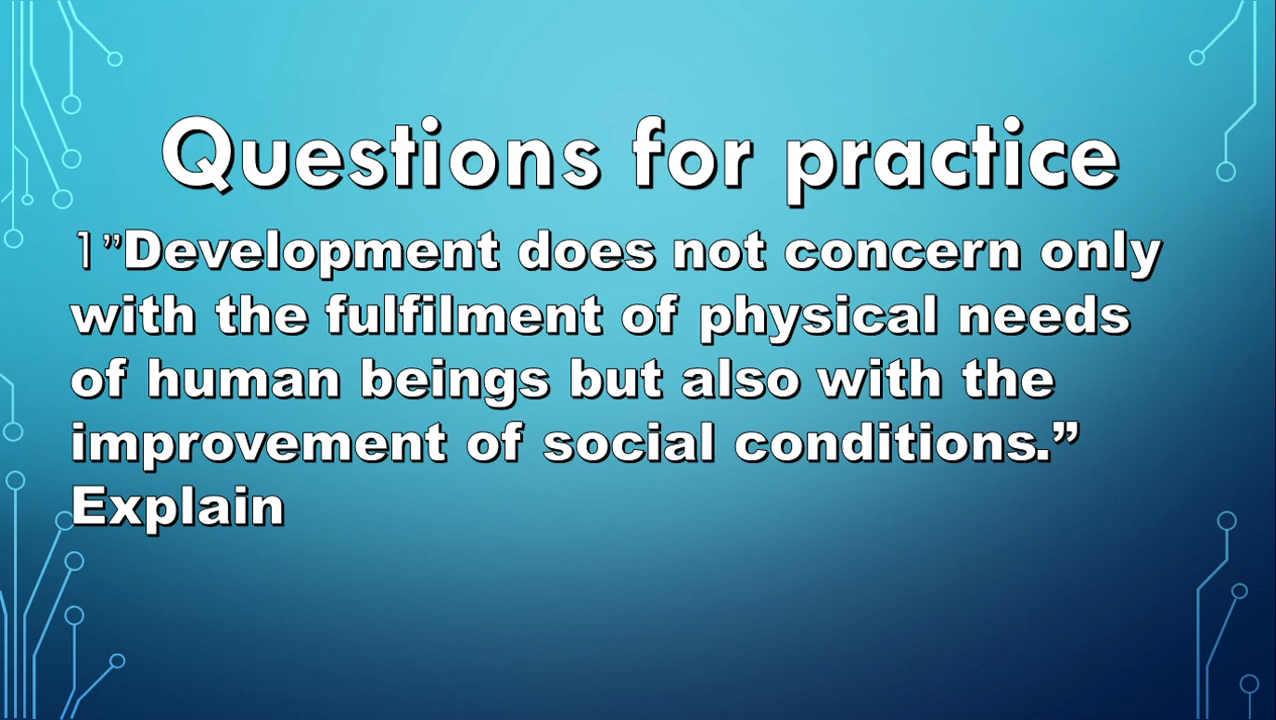 Questions for practice
1”Development does not concern only
with the fulfilment of physical needs
of human beings but also with the
improvement of social conditions.”
Explain